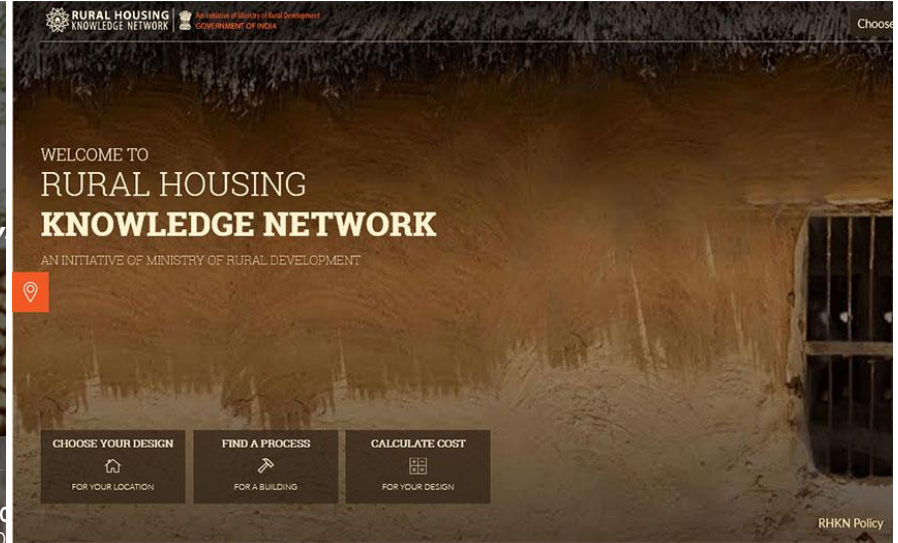 RURAL HOUSING
KNOWLEDGE NETWORK
An Initiative of Ministry of Rural Development
GOVERNMENT OF INDIA
Choose
WELCOME TO
RURAL HOUSING
KNOWLEDGE NETWORK
AN INITIATIVE OF MINISTRY OF RURAL DEVELOPMENT
CHOOSE YOUR DESIGN
FOR YOUR LOCATION
FIND A PROCESS
FOR A BUILDING
CALCULATE COST
FOR YOUR DESIGN
RHKN Policy